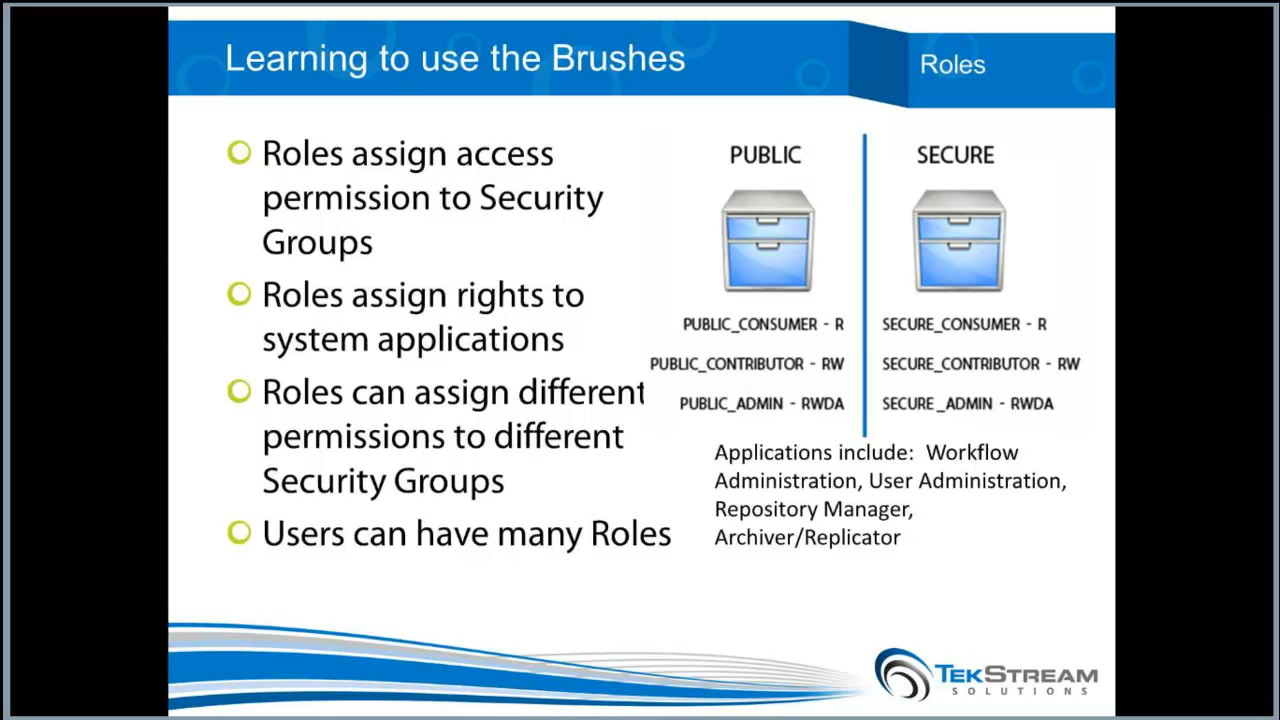 Learning to use the Brushes
Roles
Roles assign access
permission to Security
Groups
Roles assign rights to
system applications
Roles can assign different
permissions to different
Security Groups
Users can have many Roles
PUBLIC
PUBLIC_CONSUMER - R
PUBLIC_CONTRIBUTOR - RW
PUBLIC_ADMIN - RWDA
SECURE
SECURE_CONSUMER - R
SECURE_CONTRIBUTOR - RW
SECURE_ADMIN - RWDA
Applications include: Workflow
Administration, User Administration,
Repository Manager,
Archiver/Replicator
TEKSTREAM
SOLUTIONS